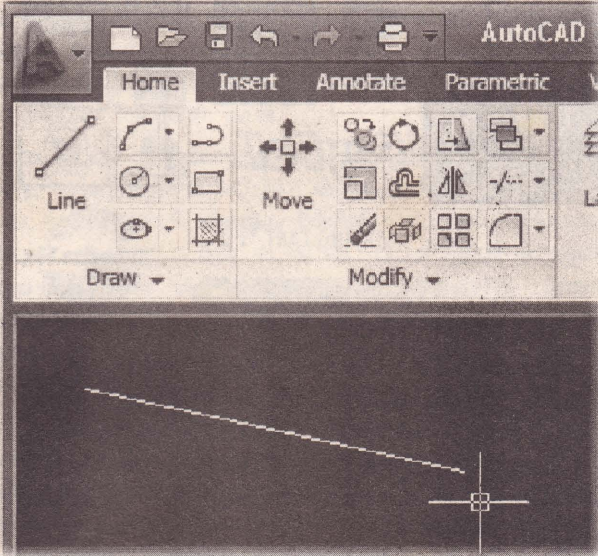 AutoCAD
Home Insert Annotate Parametric
Line
Move
Draw
Modify